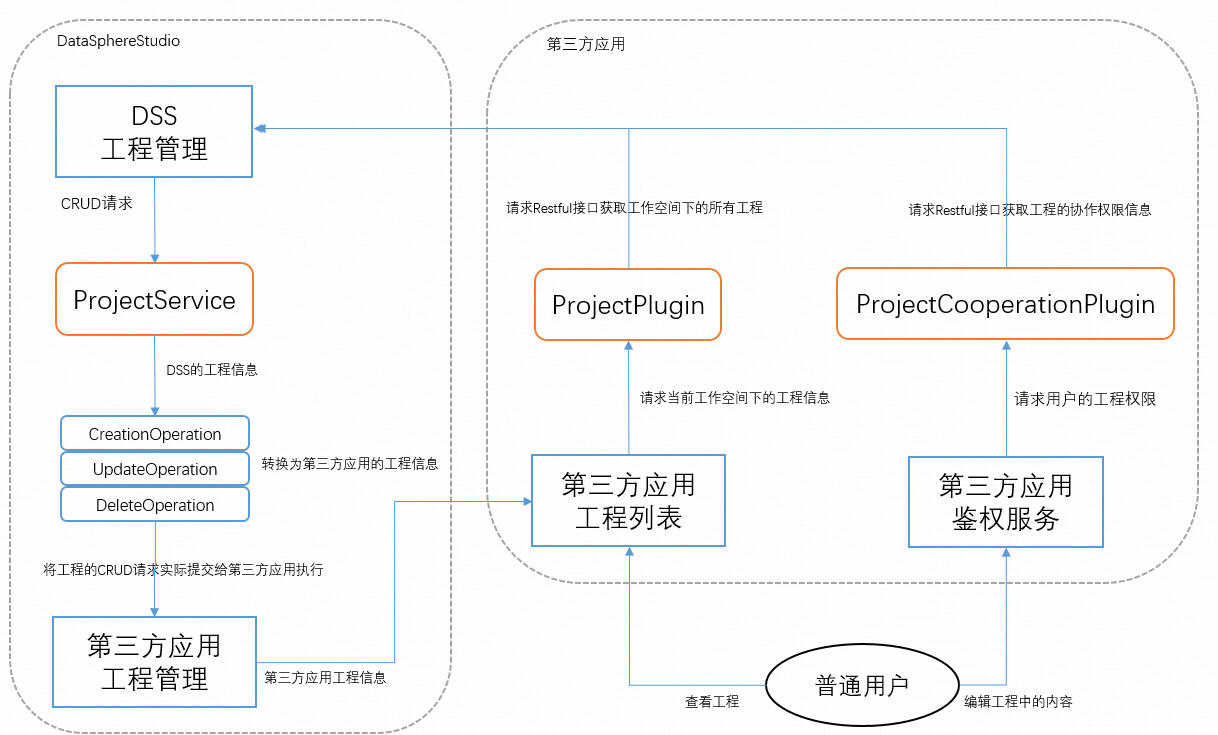 DataSphereStudio
DSS
工程管理
CRUD请求
ProjectService
DSS的工程信息
CreationOperation
UpdateOperation
DeleteOperation
转换为第三方应用的工程信息
将工程的CRUD请求实际提交给第三方应用执行
第三方应用
工程管理
第三方应用工程信息
第三方应用
请求Restful接口获取工作空间下的所有工程
请求Restful接口获取工程的协作权限信息
ProjectPlugin
ProjectCooperationPlugin
请求当前工作空间下的工程信息
请求用户的工程权限
第三方应用
工程列表
第三方应用
鉴权服务
普通用户
查看工程
编辑工程中的内容